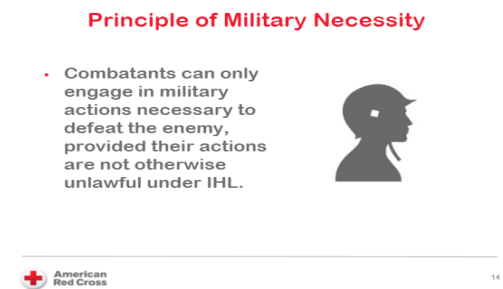 Principle of Military Necessity
• Combatants can only
engage in military
actions necessary to
defeat the enemy,
provided their actions
are not otherwise
unlawful under IHL.
American
Red Cross
14